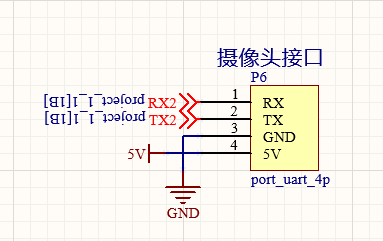 摄像头接口
P6
project_1_1[1B] RX2 1 RX
project_1_1[1B] TX2 2 TX
3 GND
5V 4 5V
port_uart_4p
GND